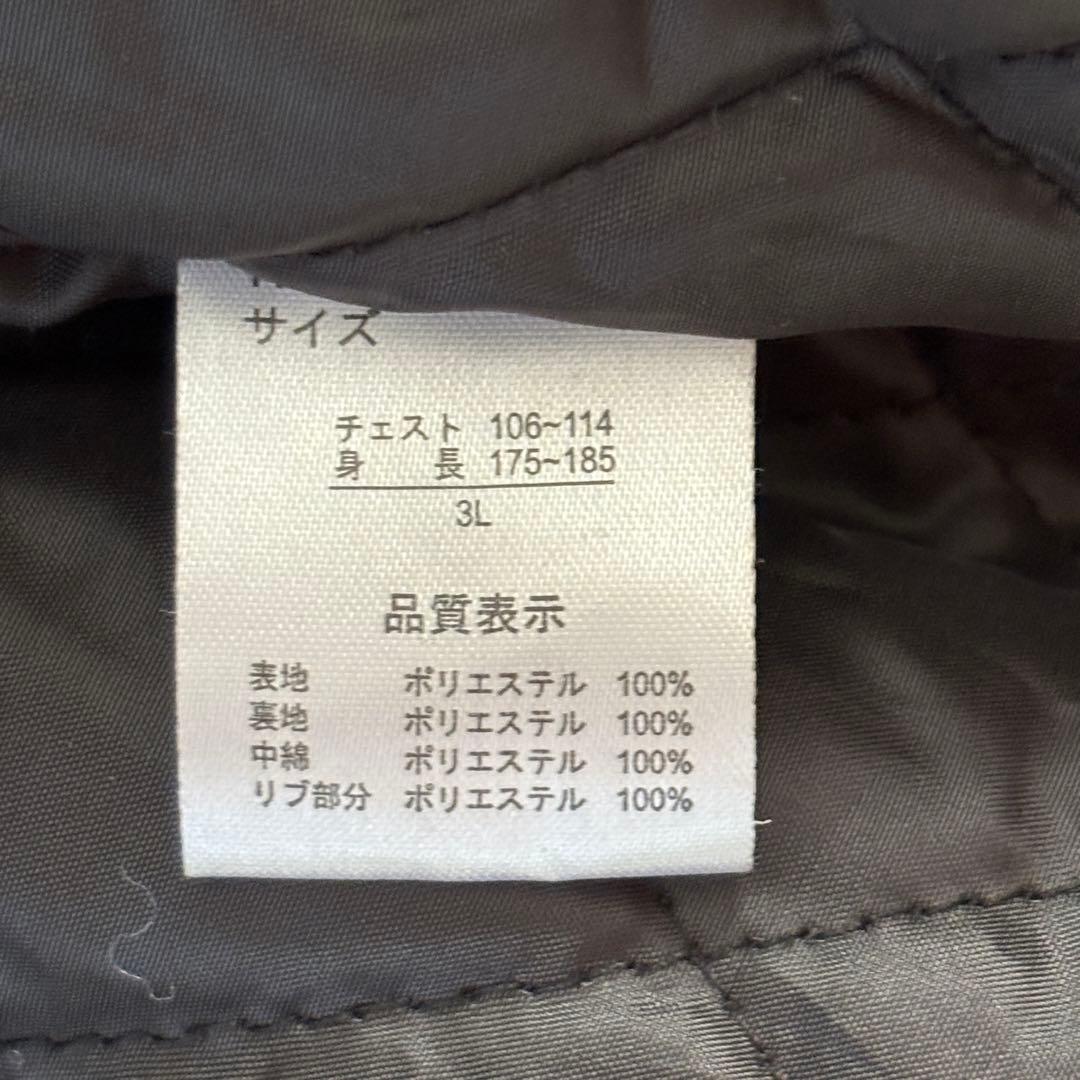 サイズ
チェスト 106~114
身 長 175~185
3L
品質表示
表地 ポリエステル 100%
裏地 ポリエステル 100%
中綿 ポリエステル 100%
リブ部分 ポリエステル 100%